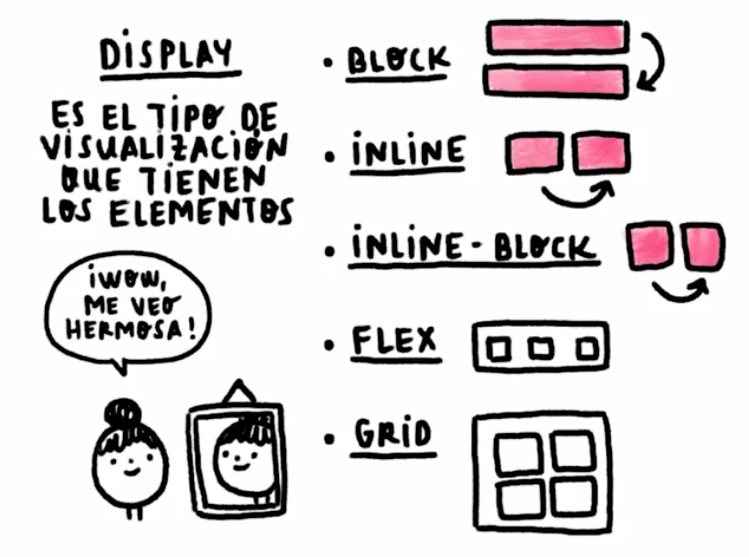 DISPLAY
ES EL TIPO DE
VISUALIZACIÓN
QUE TIENEN
LOS ELEMENTOS
¡WOW,
ME VEO
HERMOSA!
• BLOCK
• INLINE
• INLINE-BLOCK
• FLEX
• GRID